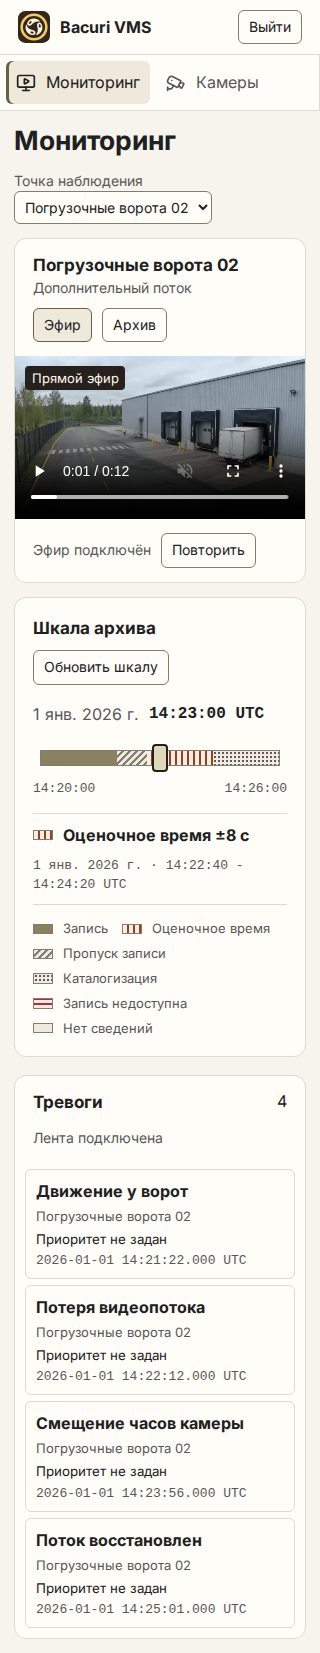 Bacuri VMS
Выйти
Мониторинг
Камеры
Мониторинг
Точка наблюдения
Погрузочные ворота 02
Погрузочные ворота 02
Дополнительный поток
Эфир
Архив
Прямой эфир
0:01 / 0:12
Эфир подключён
Повторить
Шкала архива
Обновить шкалу
1 янв. 2026 г. 14:23:00 UTC
14:20:00
14:26:00
Оценочное время ±8 с
1 янв. 2026 г. · 14:22:40 -
14:24:20 UTC
Запись
Оценочное время
Пропуск записи
Каталогизация
Запись недоступна
Нет сведений
Тревоги
4
Лента подключена
Движение у ворот
Погрузочные ворота 02
Приоритет не задан
2026-01-01 14:21:22.000 UTC
Потеря видеопотока
Погрузочные ворота 02
Приоритет не задан
2026-01-01 14:22:12.000 UTC
Смещение часов камеры
Погрузочные ворота 02
Приоритет не задан
2026-01-01 14:23:56.000 UTC
Поток восстановлен
Погрузочные ворота 02
Приоритет не задан
2026-01-01 14:25:01.000 UTC